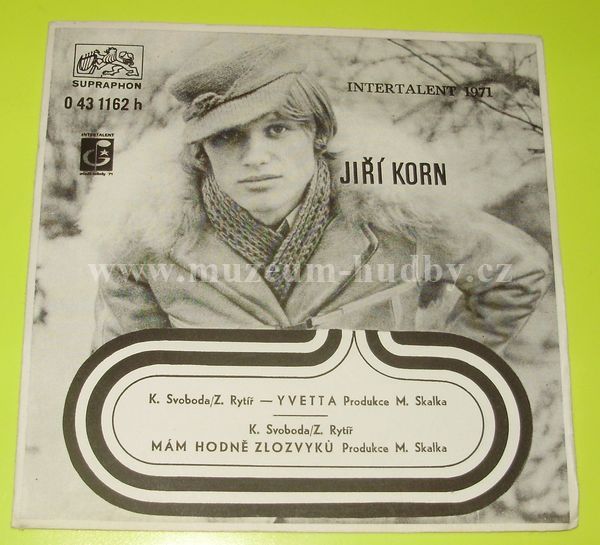 SUPRAPHON
0 43 1162 h
INTERTALENT 1971
INTERTALENT
JIŘÍ KORN
www.muzeum-hudby.cz
K. Svoboda/Z. Rytíř — YVETTA Produkce M. Skalka
K. Svoboda/Z. Rytíř
MÁM HODNĚ ZLOZVYKŮ Produkce M. Skalka